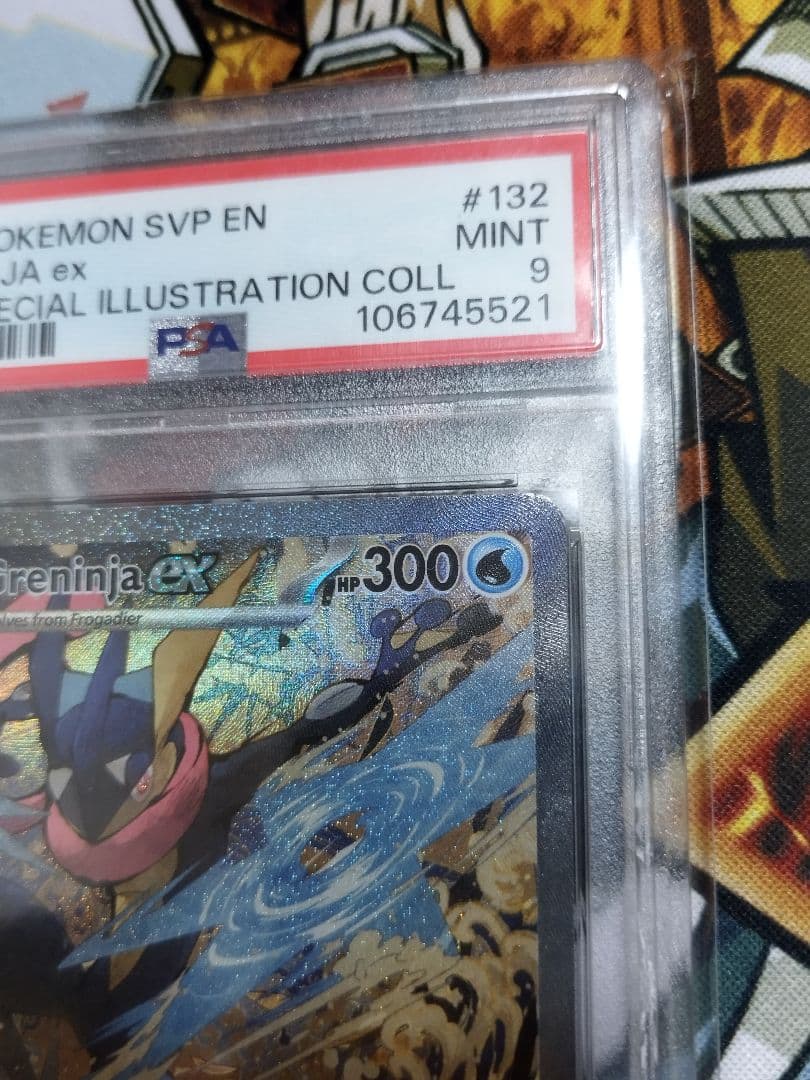 OKEMON SVP EN
#132
JA ex
MINT
ECIAL ILLUSTRATION COLL
9
106745521
PSA
Greninja ex
HP 300
lves from Frogadier